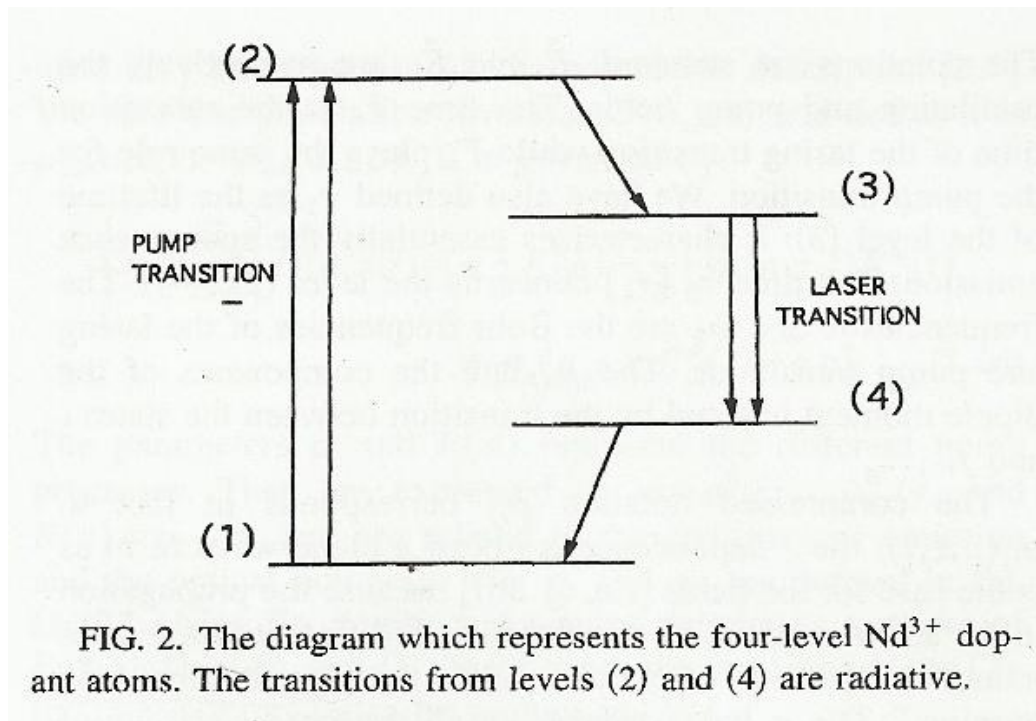 (2)
(3)
PUMP
TRANSITION
LASER
TRANSITION
(4)
(1)
FIG. 2. The diagram which represents the four-level Nd³⁺ dop-
ant atoms. The transitions from levels (2) and (4) are radiative.